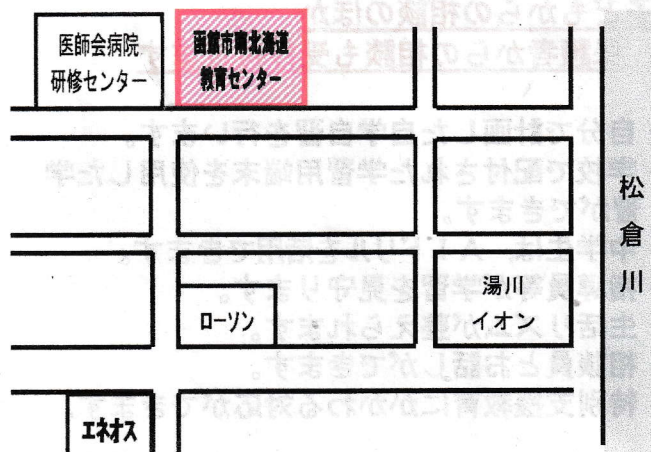 医師会病院
研修センター
函館市南北海道
教育センター
松倉川
湯川
イオン
ローソン
エネオス